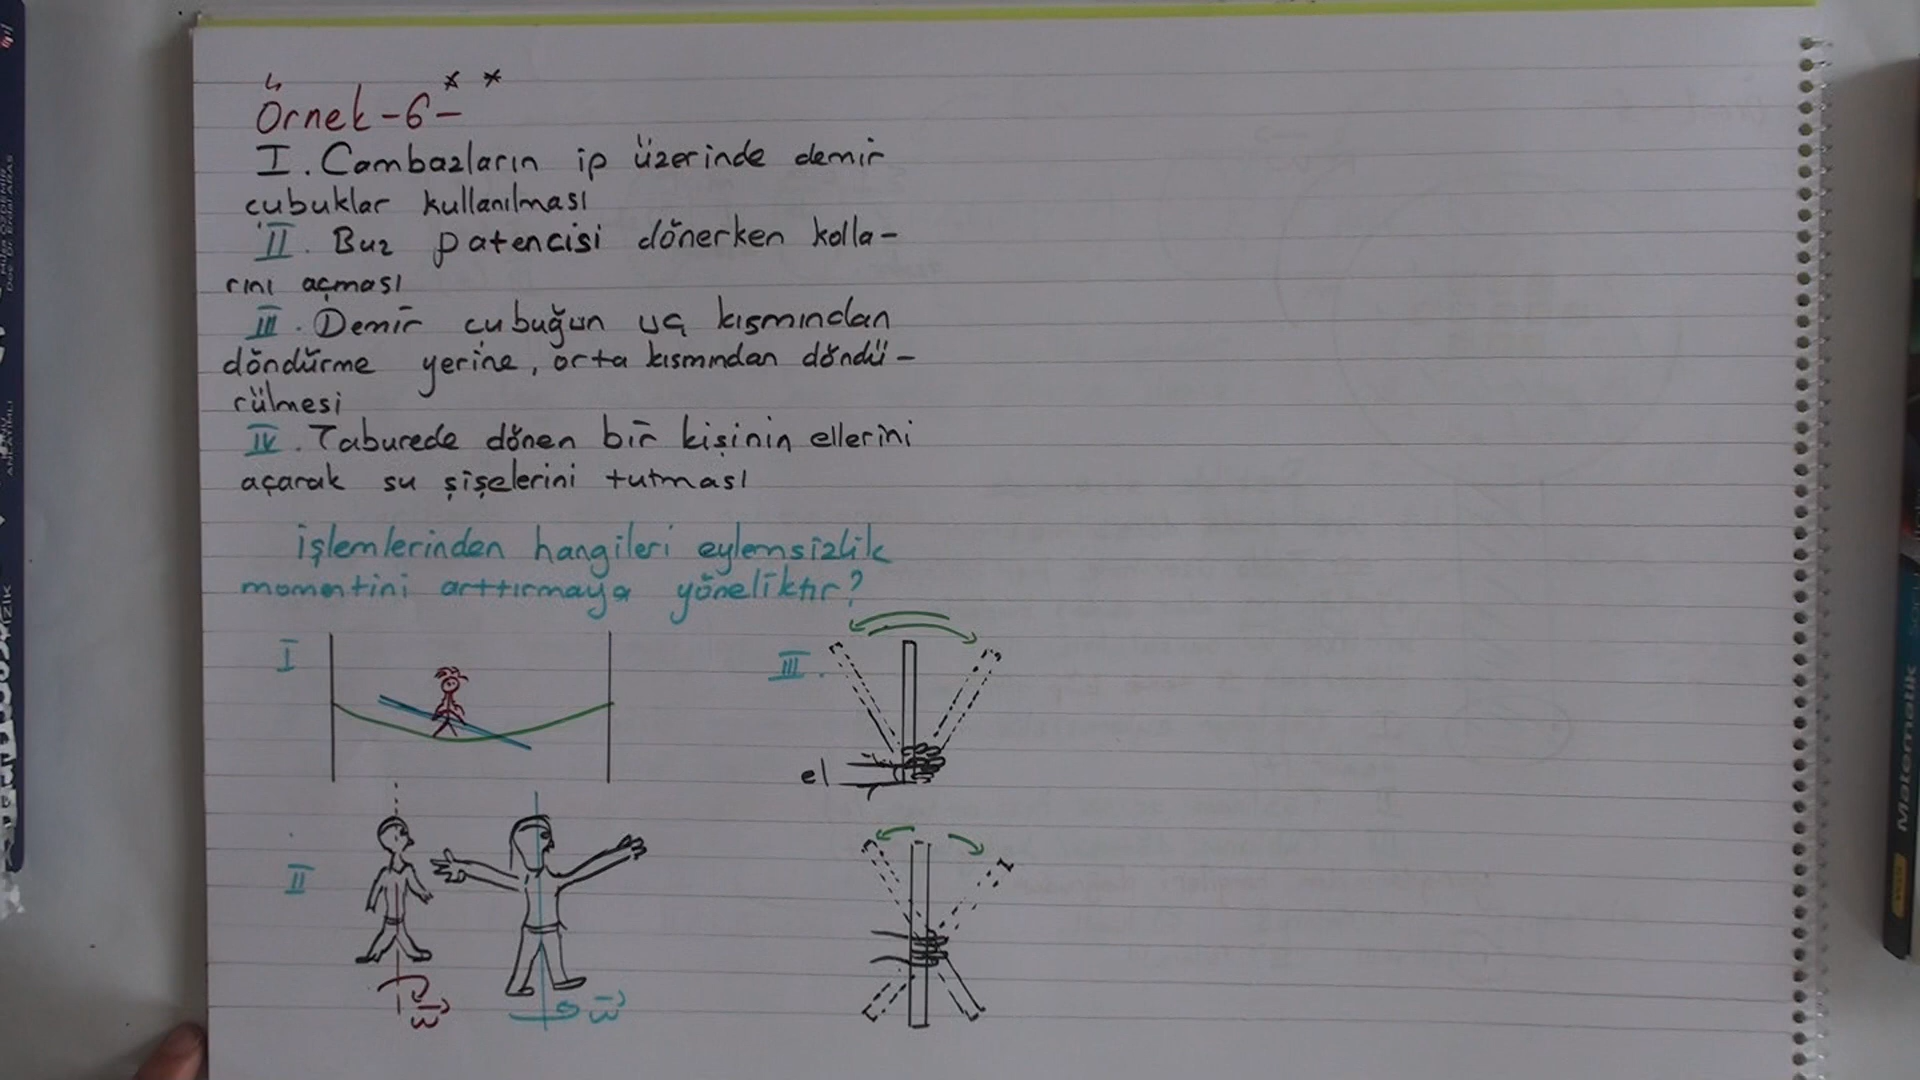 Örnek-6-
I. Cambazların ip üzerinde demir
çubuklar kullanılması
II. Buz patencisi dönerken kolla-
rını açması
III. Demir çubuğun uç kısmından
döndürme yerine, orta kısmından döndü-
rülmesi
IV. Taburede dönen bir kişinin ellerini
açarak su şişelerini tutması
işlemlerinden hangileri eylemsizlik
momentini arttırmaya yöneliktir?
I
III.
el
II
w
w
Matematik